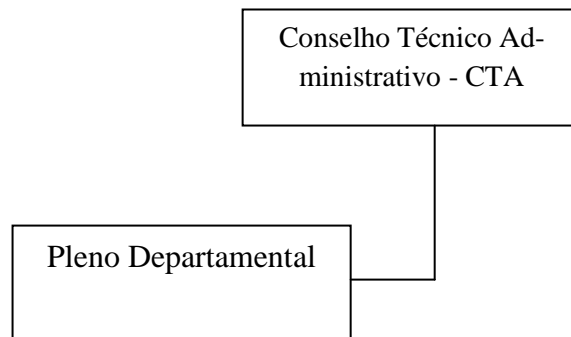 Conselho Técnico Ad-
ministrativo - CTA
Pleno Departamental